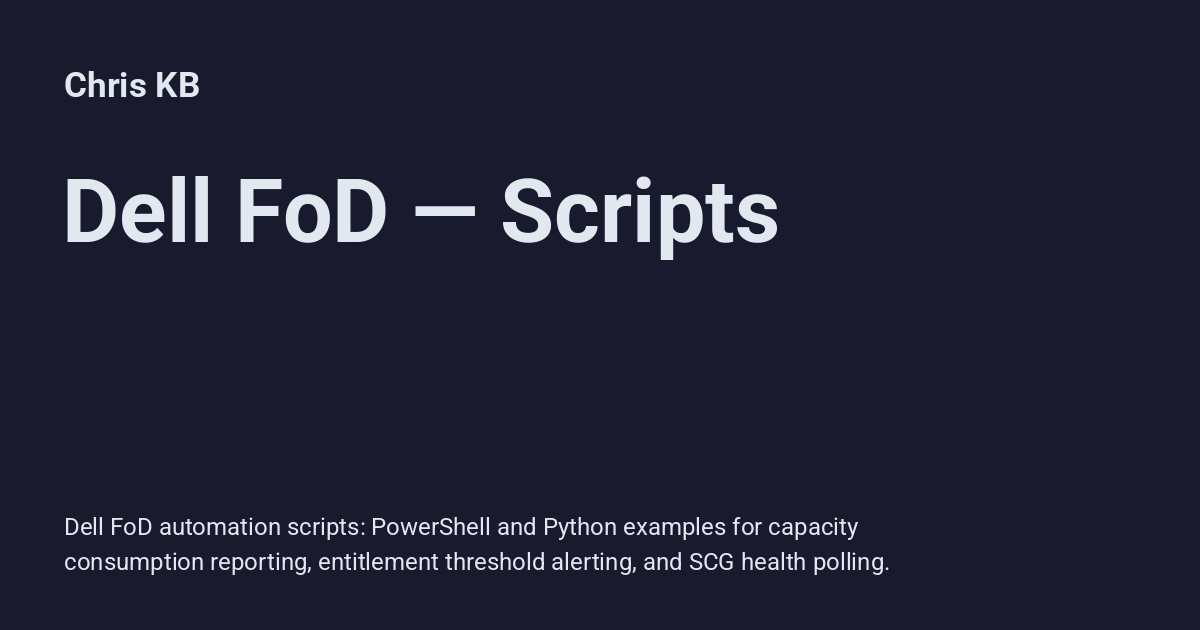 Chris KB
Dell FoD — Scripts
Dell FoD automation scripts: PowerShell and Python examples for capacity
consumption reporting, entitlement threshold alerting, and SCG health polling.